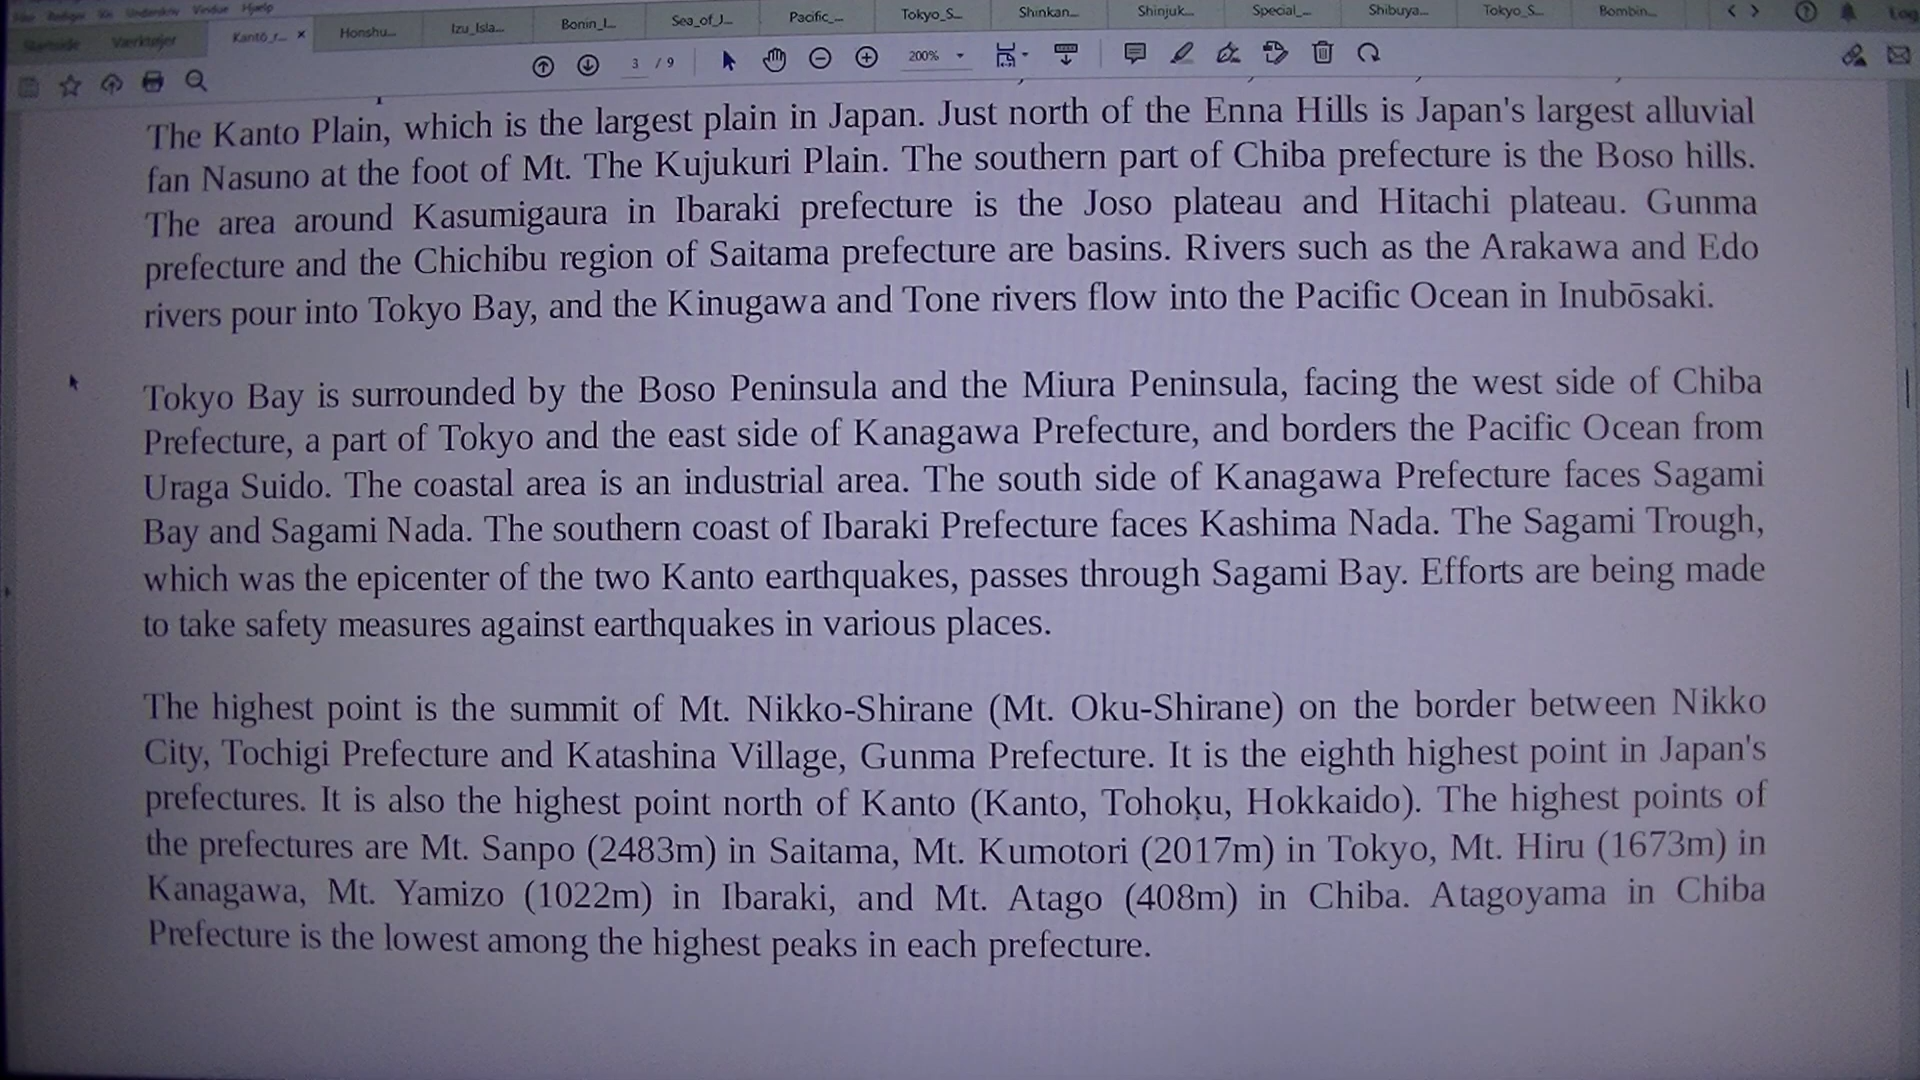 Vindue Hjælp
Startside Værktøjer Kantō_r... × Honshu... Izu_Isla... Bonin_I... Sea_of_J... Pacific_... Tokyo_S... Shinkan... Shinjuk... Special_... Shibuya... Tokyo_S... Bombin...
3 / 9 200%
The Kanto Plain, which is the largest plain in Japan. Just north of the Enna Hills is Japan's largest alluvial
fan Nasuno at the foot of Mt. The Kujukuri Plain. The southern part of Chiba prefecture is the Boso hills.
The area around Kasumigaura in Ibaraki prefecture is the Joso plateau and Hitachi plateau. Gunma
prefecture and the Chichibu region of Saitama prefecture are basins. Rivers such as the Arakawa and Edo
rivers pour into Tokyo Bay, and the Kinugawa and Tone rivers flow into the Pacific Ocean in Inubōsaki.
Tokyo Bay is surrounded by the Boso Peninsula and the Miura Peninsula, facing the west side of Chiba
Prefecture, a part of Tokyo and the east side of Kanagawa Prefecture, and borders the Pacific Ocean from
Uraga Suido. The coastal area is an industrial area. The south side of Kanagawa Prefecture faces Sagami
Bay and Sagami Nada. The southern coast of Ibaraki Prefecture faces Kashima Nada. The Sagami Trough,
which was the epicenter of the two Kanto earthquakes, passes through Sagami Bay. Efforts are being made
to take safety measures against earthquakes in various places.
The highest point is the summit of Mt. Nikko-Shirane (Mt. Oku-Shirane) on the border between Nikko
City, Tochigi Prefecture and Katashina Village, Gunma Prefecture. It is the eighth highest point in Japan's
prefectures. It is also the highest point north of Kanto (Kanto, Tohoku, Hokkaido). The highest points of
the prefectures are Mt. Sanpo (2483m) in Saitama, Mt. Kumotori (2017m) in Tokyo, Mt. Hiru (1673m) in
Kanagawa, Mt. Yamizo (1022m) in Ibaraki, and Mt. Atago (408m) in Chiba. Atagoyama in Chiba
Prefecture is the lowest among the highest peaks in each prefecture.